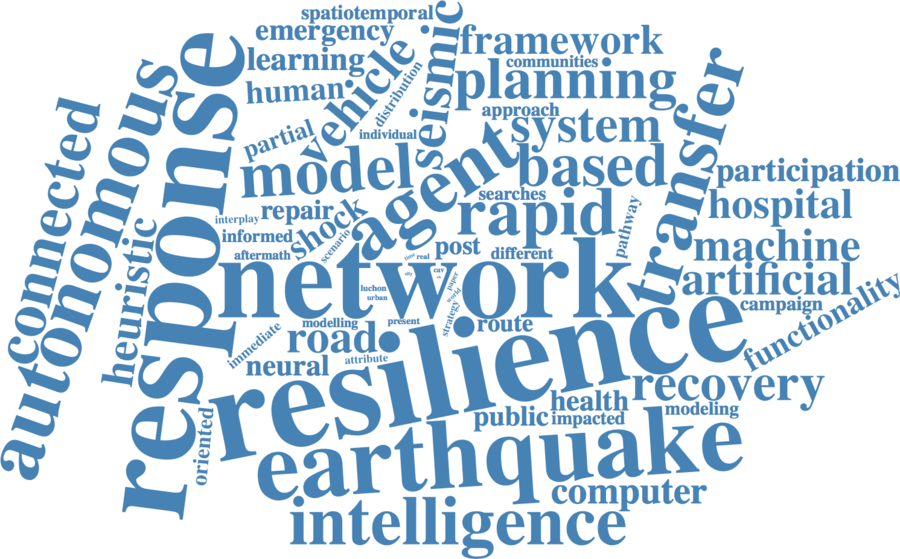 spatiotemporal
emergency
learning
human
vehicle
distribution
seismic
framework
communities
planning
approach
system
partial
individual
model
agent
based
searches
rapid
transfer
participation
hospital
machine
artificial
campaign
functionality
connected
autonomous
heuristic
response
interplay
repair
informed
shock
scenario
aftermath
post
different
pathway
network
time
real
city
cav
paper
world
luchon
urban
present
strategy
route
modelling
road
immediate
attribute
neural
resilience
recovery
health
modeling
public
impacted
oriented
earthquake
computer
intelligence